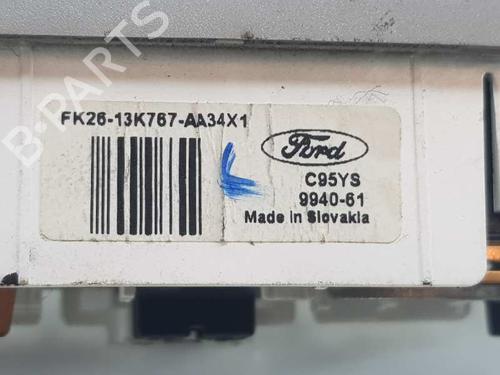 B-PARTS
FK26-13K767-AA34X1
Ford
C95YS
9940-61
Made in Slovakia